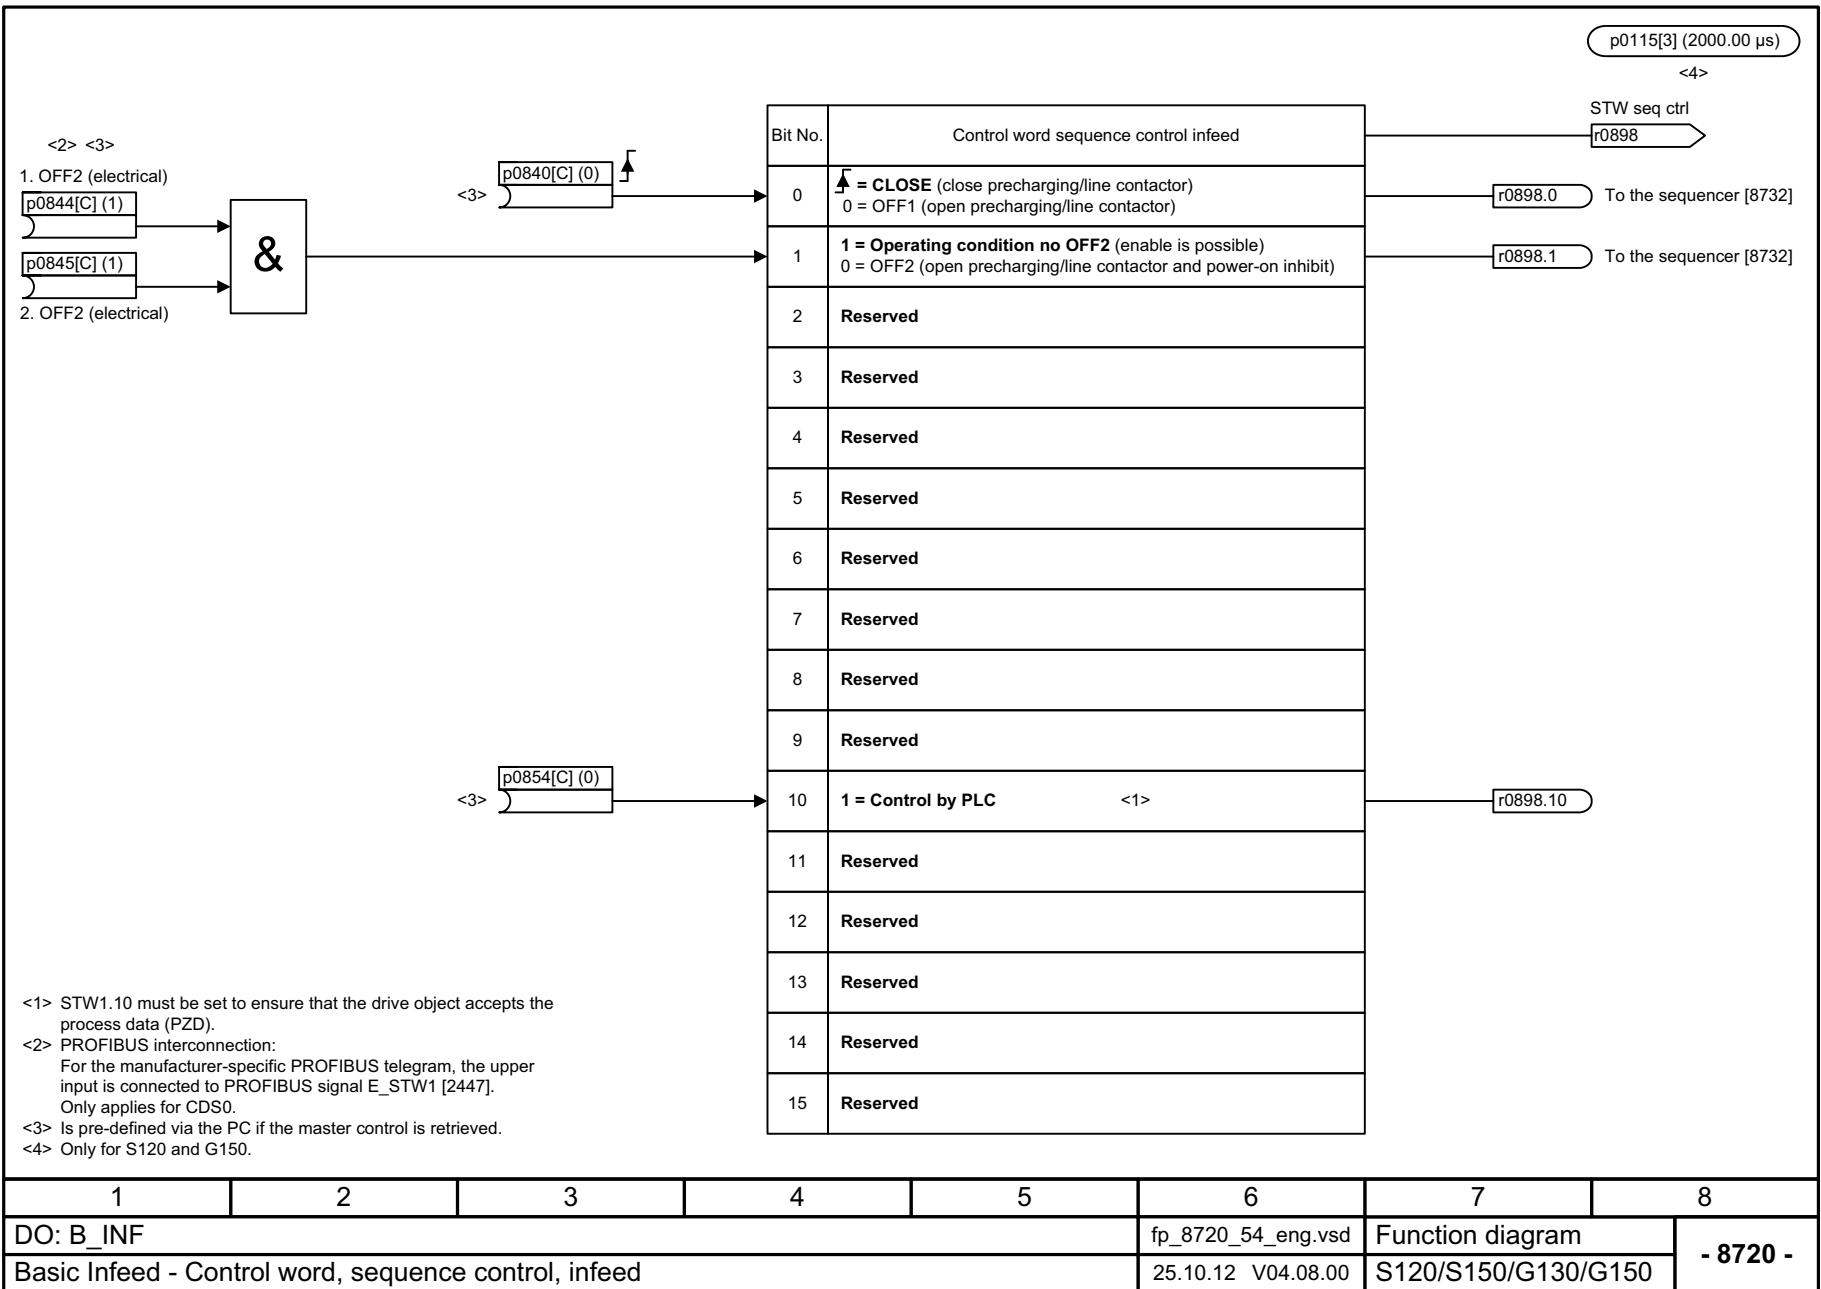 p0115[3] (2000.00 µs)
<4>
STW seq ctrl
r0898
Bit No.
Control word sequence control infeed
<2> <3>
1. OFF2 (electrical)
p0844[C] (1)
&
p0845[C] (1)
2. OFF2 (electrical)
p0840[C] (0)
<3>
0
= CLOSE (close precharging/line contactor)
0 = OFF1 (open precharging/line contactor)
r0898.0
To the sequencer [8732]
1
1 = Operating condition no OFF2 (enable is possible)
0 = OFF2 (open precharging/line contactor and power-on inhibit)
r0898.1
To the sequencer [8732]
2 Reserved
3 Reserved
4 Reserved
5 Reserved
6 Reserved
7 Reserved
8 Reserved
9 Reserved
p0854[C] (0)
<3>
10 1 = Control by PLC <1>
r0898.10
11 Reserved
12 Reserved
13 Reserved
14 Reserved
15 Reserved
<1> STW1.10 must be set to ensure that the drive object accepts the
process data (PZD).
<2> PROFIBUS interconnection:
For the manufacturer-specific PROFIBUS telegram, the upper
input is connected to PROFIBUS signal E_STW1 [2447].
Only applies for CDS0.
<3> Is pre-defined via the PC if the master control is retrieved.
<4> Only for S120 and G150.
1 2 3 4 5 6 7 8
DO: B_INF
fp_8720_54_eng.vsd
Function diagram
- 8720 -
Basic Infeed - Control word, sequence control, infeed
25.10.12 V04.08.00
S120/S150/G130/G150